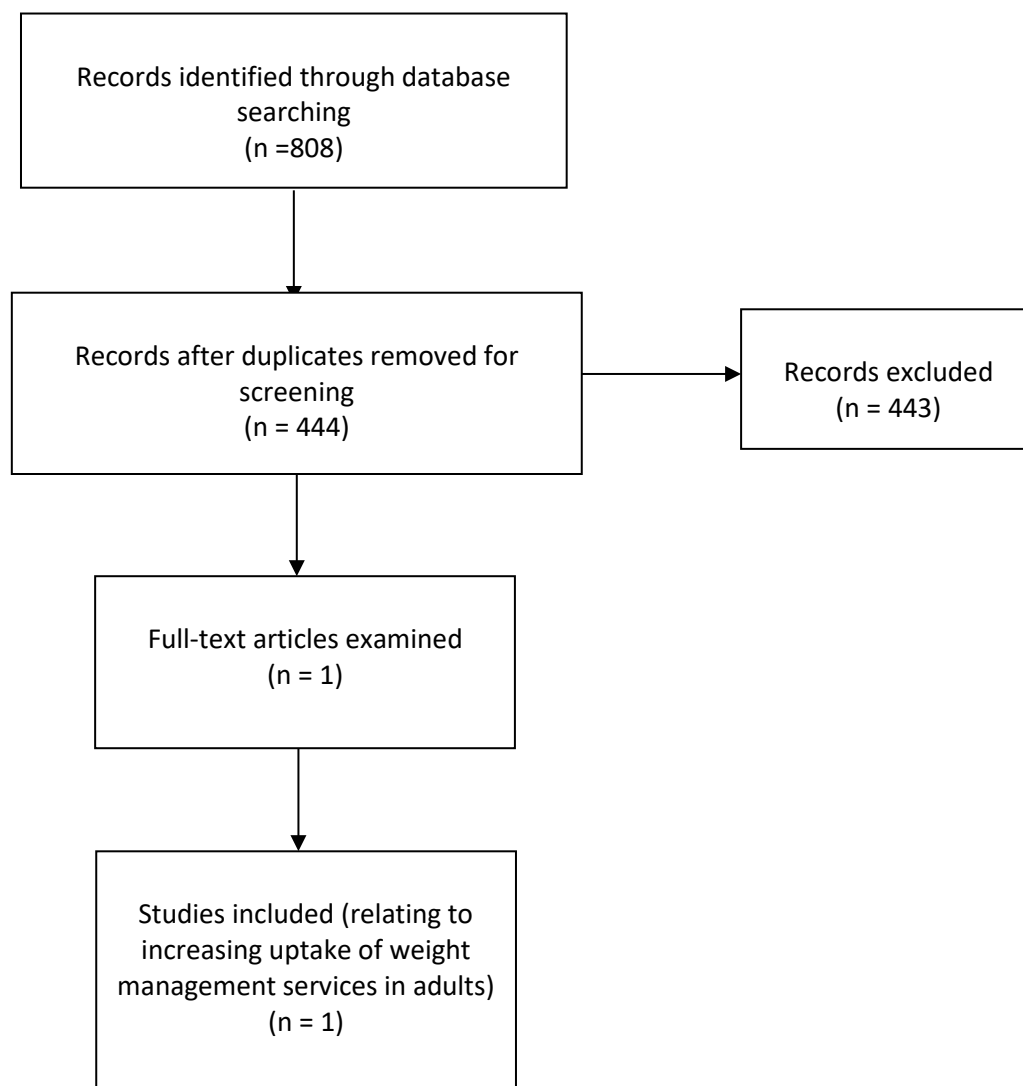 Records identified through database
searching
(n =808)
Records after duplicates removed for
screening
(n = 444)
Records excluded
(n = 443)
Full-text articles examined
(n = 1)
Studies included (relating to
increasing uptake of weight
management services in adults)
(n = 1)